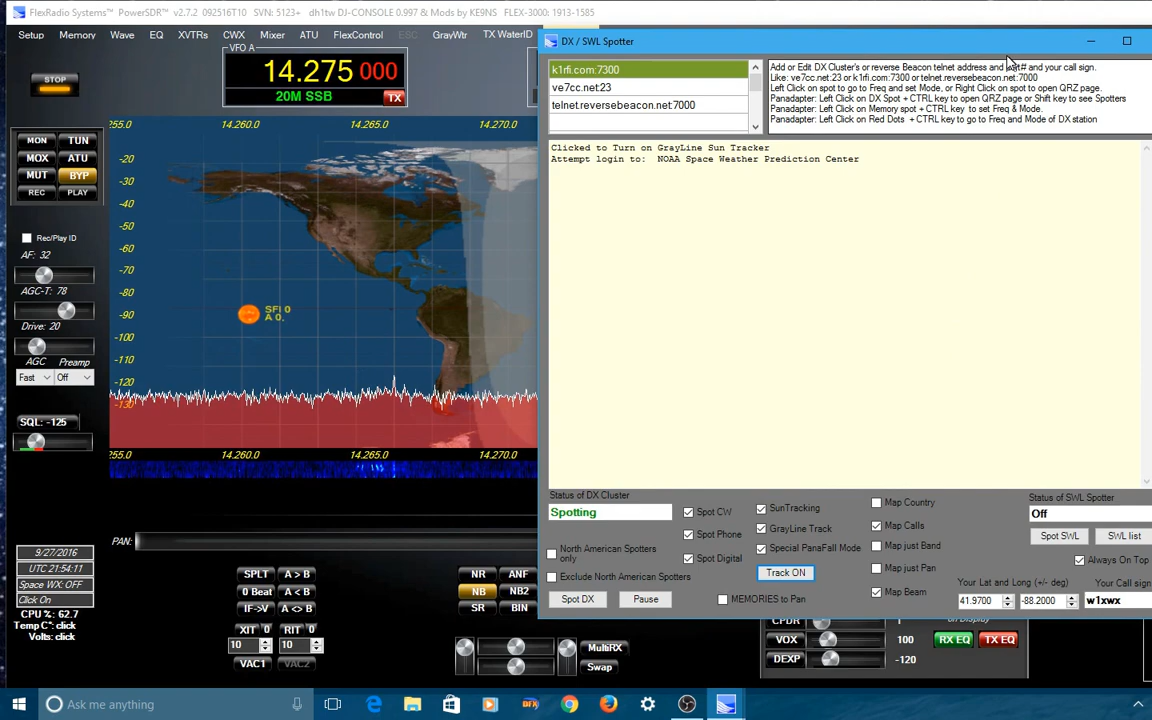 FlexRadio Systems™ PowerSDR™ v2.7.2 092516T10 SVN: 5123+ dh1tw DJ-CONSOLE 0.997 & Mods by KE9NS FLEX-3000: 1913-1585
Setup Memory Wave EQ XVTRs CWX Mixer ATU FlexControl ESC GrayWtr TX WaterID
VFO A
14.275 000
20M SSB TX
STOP
MON TUN
MOX ATU
MUT BYP
REC PLAY
Rec/Play ID
AF: 32
AGC-T: 78
Drive: 20
AGC Preamp
Fast Off
SQL: -125
55.0 14.260 14.265 14.270
-20
-30
-40
-50
-60
-70
-80
-90
-100
-110
-120
-130
SFI 0
A 0,
55.0 14.260 14.265 14.270
PAN:
9/27/2016
UTC 21:54:11
Space WX: OFF
Click On
CPU %: 62.7
Temp C°: click
Volts: click
SPLT A > B
0 Beat A < B
IF->V A <> B
XIT 0 RIT 0
10 10
VAC1 VAC2
NR ANF
NB NB2
SR BIN
MultiRX
Swap
DX / SWL Spotter
k1rfi.com:7300
ve7cc.net:23
telnet.reversebeacon.net:7000
Add or Edit DX Cluster's or reverse Beacon telnet address and port# and your call sign.
Like: ve7cc.net:23 or k1rfi.com:7300 or telnet.reversebeacon.net:7000
Left Click on spot to go to Freq and set Mode, or Right Click on spot to open QRZ page.
Panadapter: Left Click on DX Spot + CTRL key to open QRZ page or Shift key to see Spotters
Panadapter: Left Click on Memory spot + CTRL key to set Freq & Mode.
Panadapter: Left Click on Red Dots + CTRL key to go to Freq and Mode of DX station
Clicked to Turn on GrayLine Sun Tracker
Attempt login to: NOAA Space Weather Prediction Center
Status of DX Cluster
Spotting
North American Spotters
only
Exclude North American Spotters
Spot DX Pause
Spot CW
Spot Phone
Spot Digital
SunTracking
GrayLine Track
Special PanaFall Mode
Track ON
MEMORIES to Pan
Map Country
Map Calls
Map just Band
Map just Pan
Map Beam
Status of SWL Spotter
Off
Spot SWL SWL list
Always On Top
Your Lat and Long (+/- deg) Your Call sign
41.9700 -88.2000 w1xwx
CPDR 1
VOX 100
DEXP -120
RX EQ TX EQ
Ask me anything